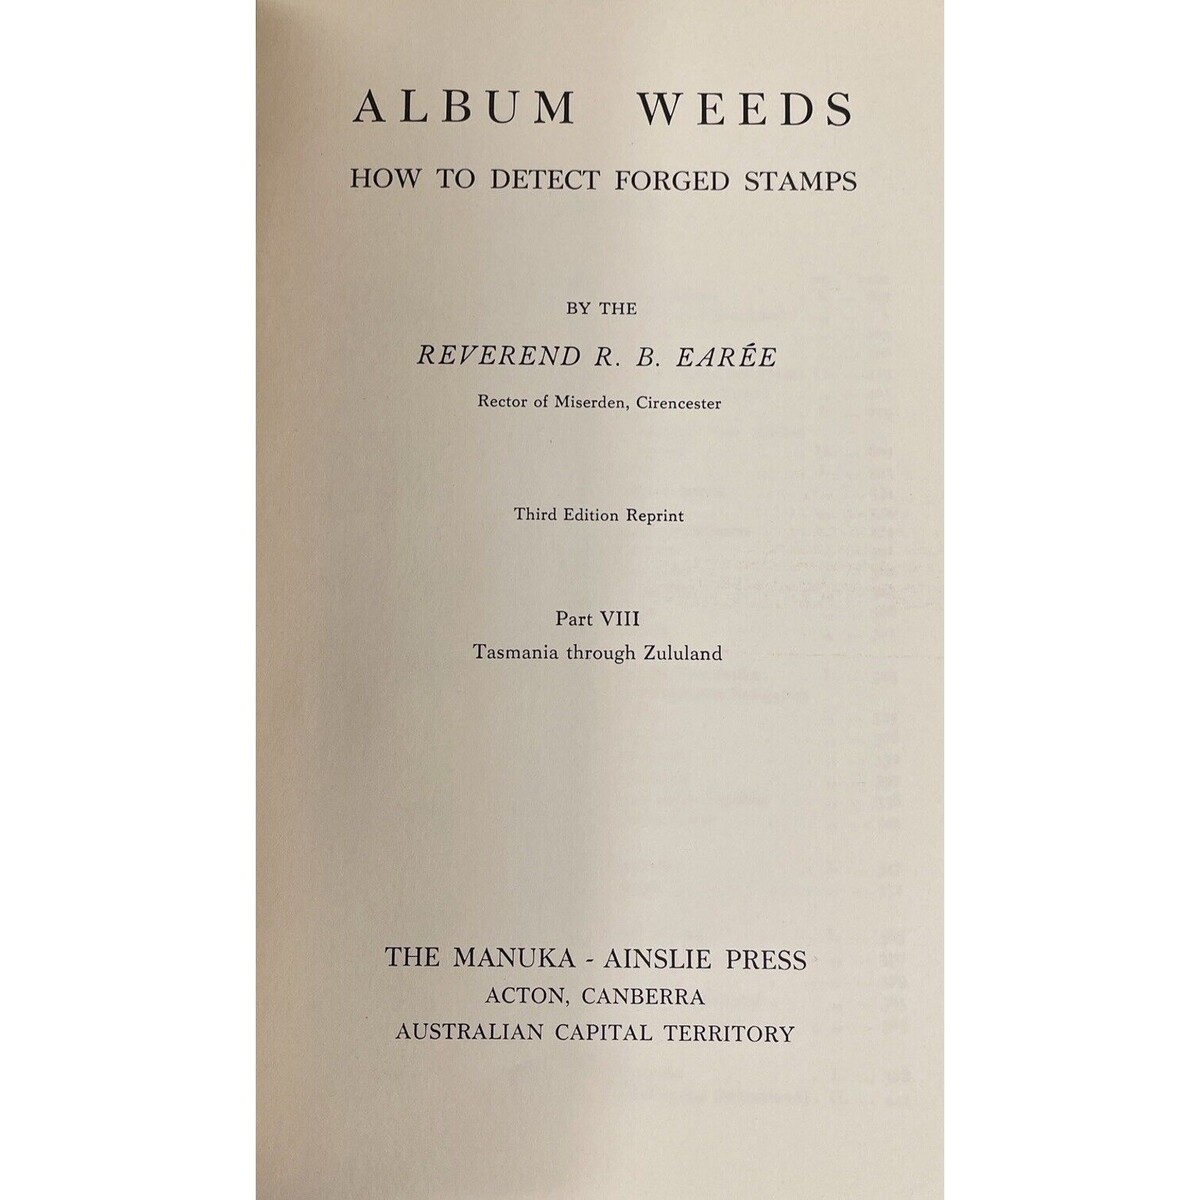 ALBUM WEEDS
HOW TO DETECT FORGED STAMPS
BY THE
REVEREND R. B. EARÉE
Rector of Miserden, Cirencester
Third Edition Reprint
Part VIII
Tasmania through Zululand
THE MANUKA - AINSLIE PRESS
ACTON, CANBERRA
AUSTRALIAN CAPITAL TERRITORY